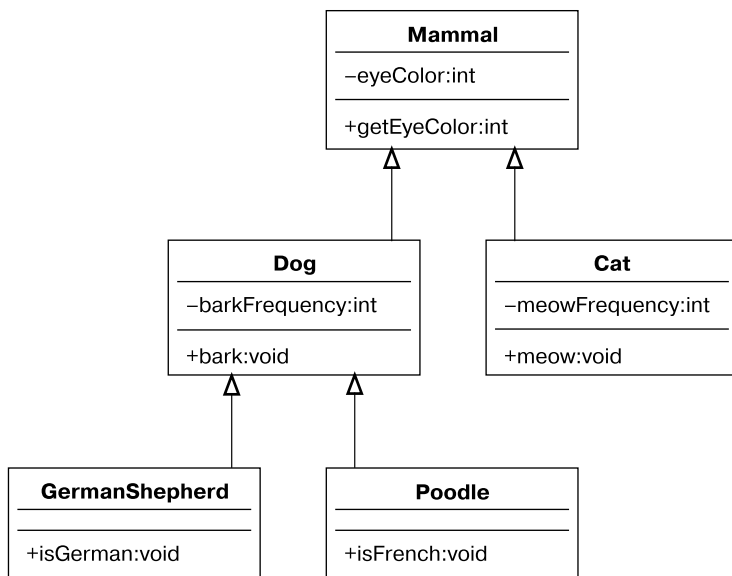 Mammal
–eyeColor:int
+getEyeColor:int
Dog
–barkFrequency:int
+bark:void
Cat
–meowFrequency:int
+meow:void
GermanShepherd
+isGerman:void
Poodle
+isFrench:void